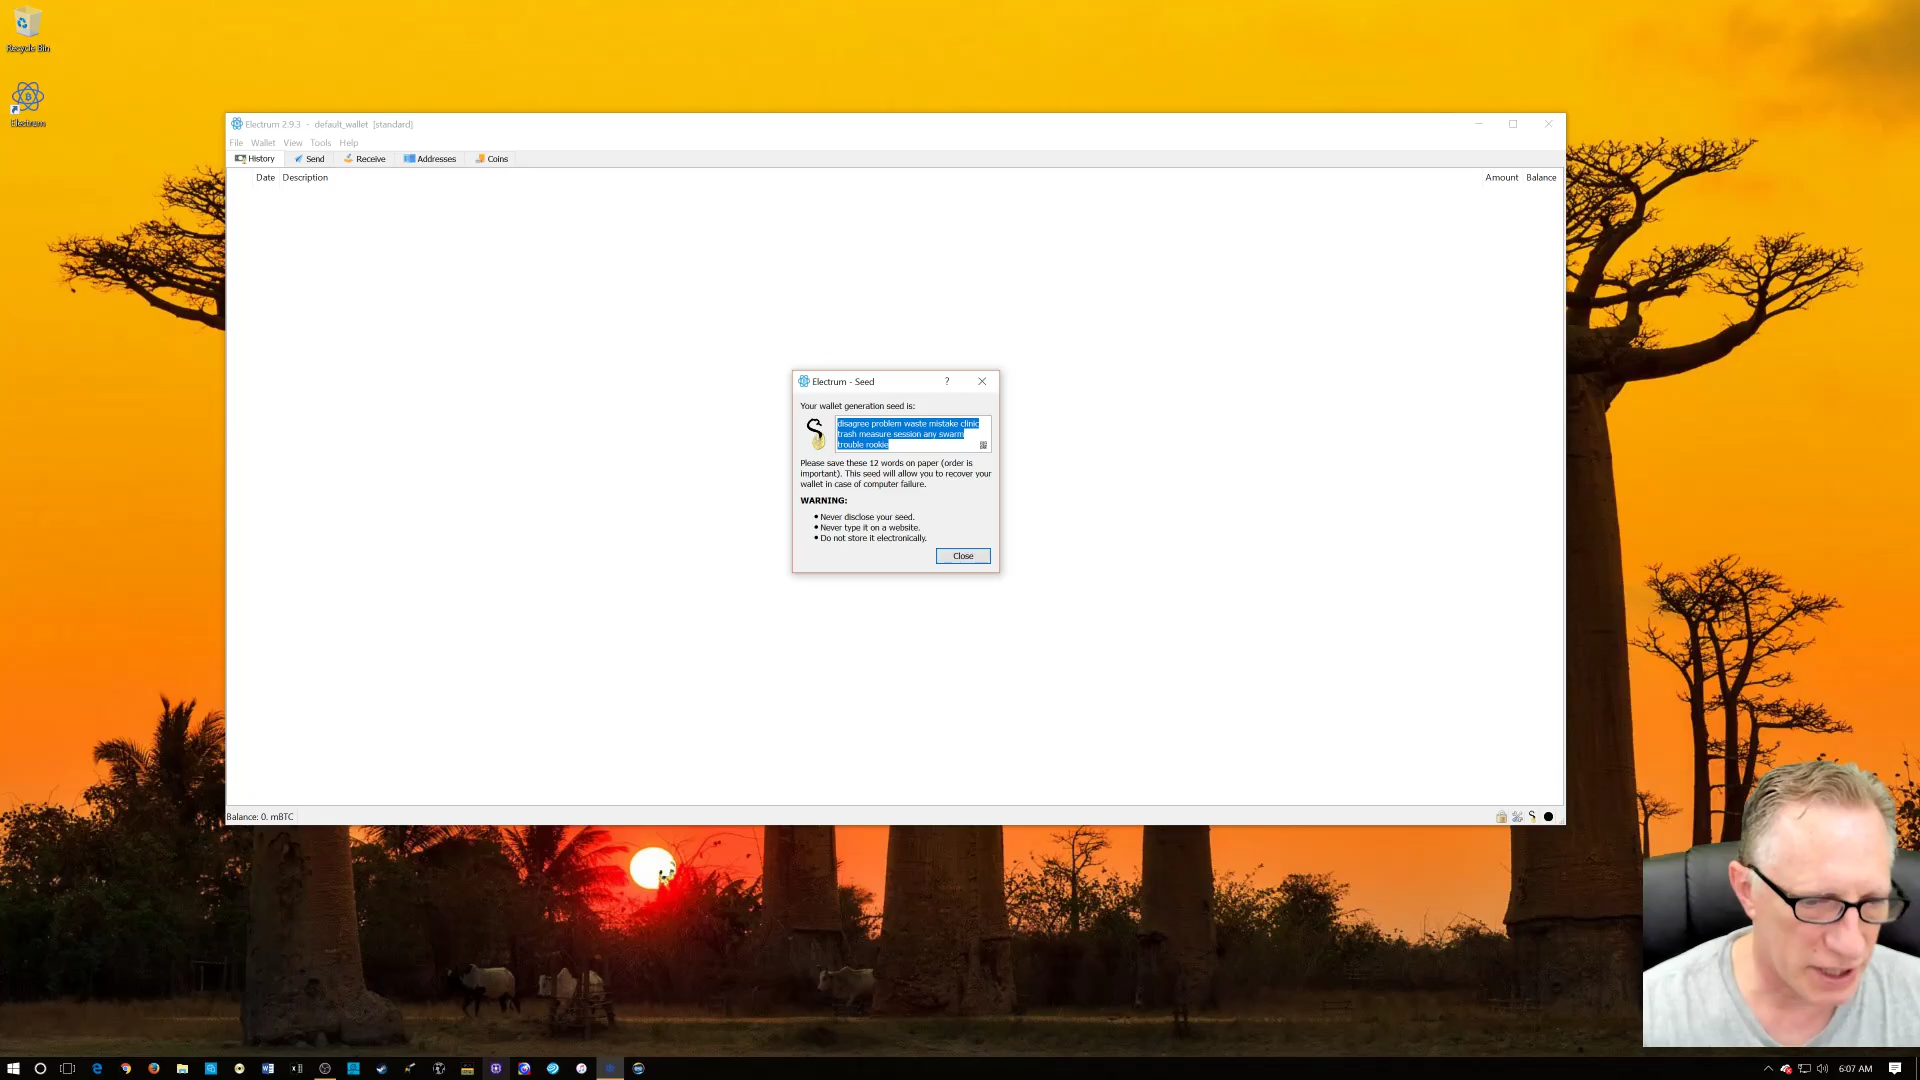 Recycle Bin
Electrum
Electrum 2.9.3 - default_wallet [standard]
File Wallet View Tools Help
History Send Receive Addresses Coins
Date Description Amount Balance
Electrum - Seed ?
Your wallet generation seed is:
disagree problem waste mistake clinic
trash measure session any swarm
trouble rookie
Please save these 12 words on paper (order is
important). This seed will allow you to recover your
wallet in case of computer failure.
WARNING:
Never disclose your seed.
Never type it on a website.
Do not store it electronically.
Close
Balance: 0. mBTC
6:07 AM